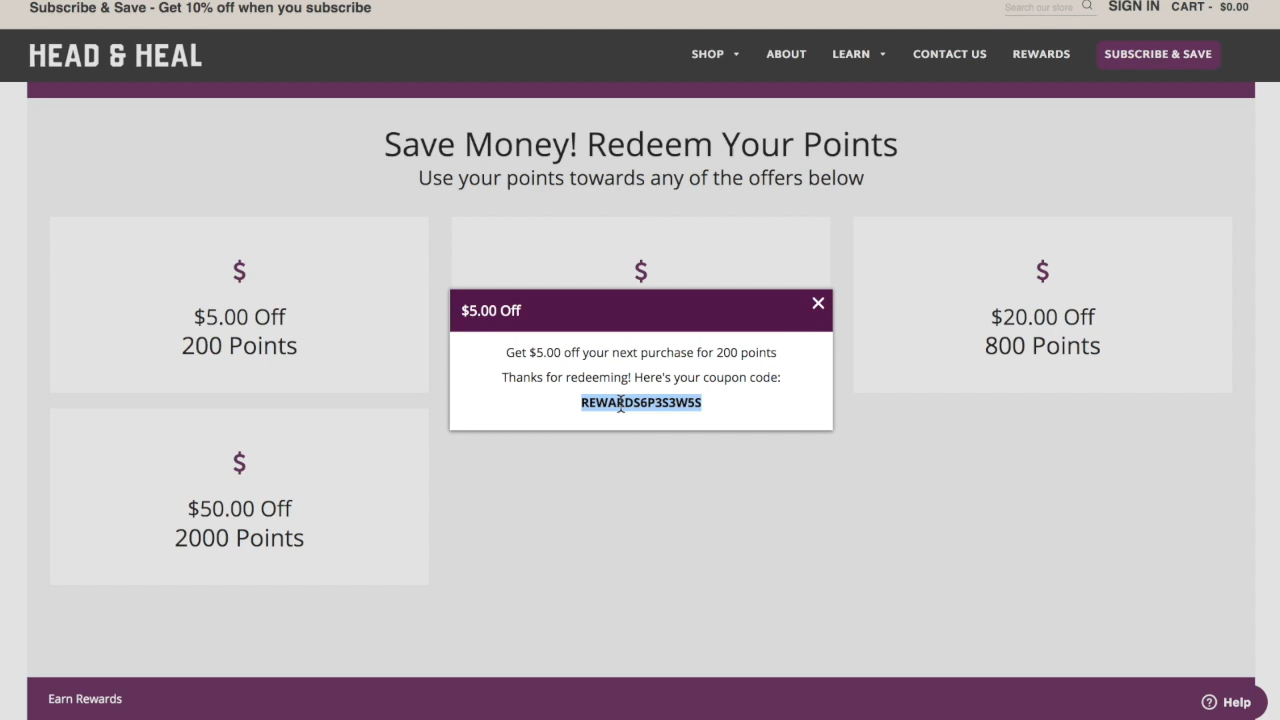 Subscribe & Save - Get 10% off when you subscribe
Search our store
SIGN IN
CART - $0.00
HEAD & HEAL
SHOP
ABOUT
LEARN
CONTACT US
REWARDS
SUBSCRIBE & SAVE
Save Money! Redeem Your Points
Use your points towards any of the offers below
$
$5.00 Off
200 Points
$
$
$20.00 Off
800 Points
$5.00 Off
Get $5.00 off your next purchase for 200 points
Thanks for redeeming! Here's your coupon code:
REWARDS6P3S3W5S
$
$50.00 Off
2000 Points
Earn Rewards
? Help